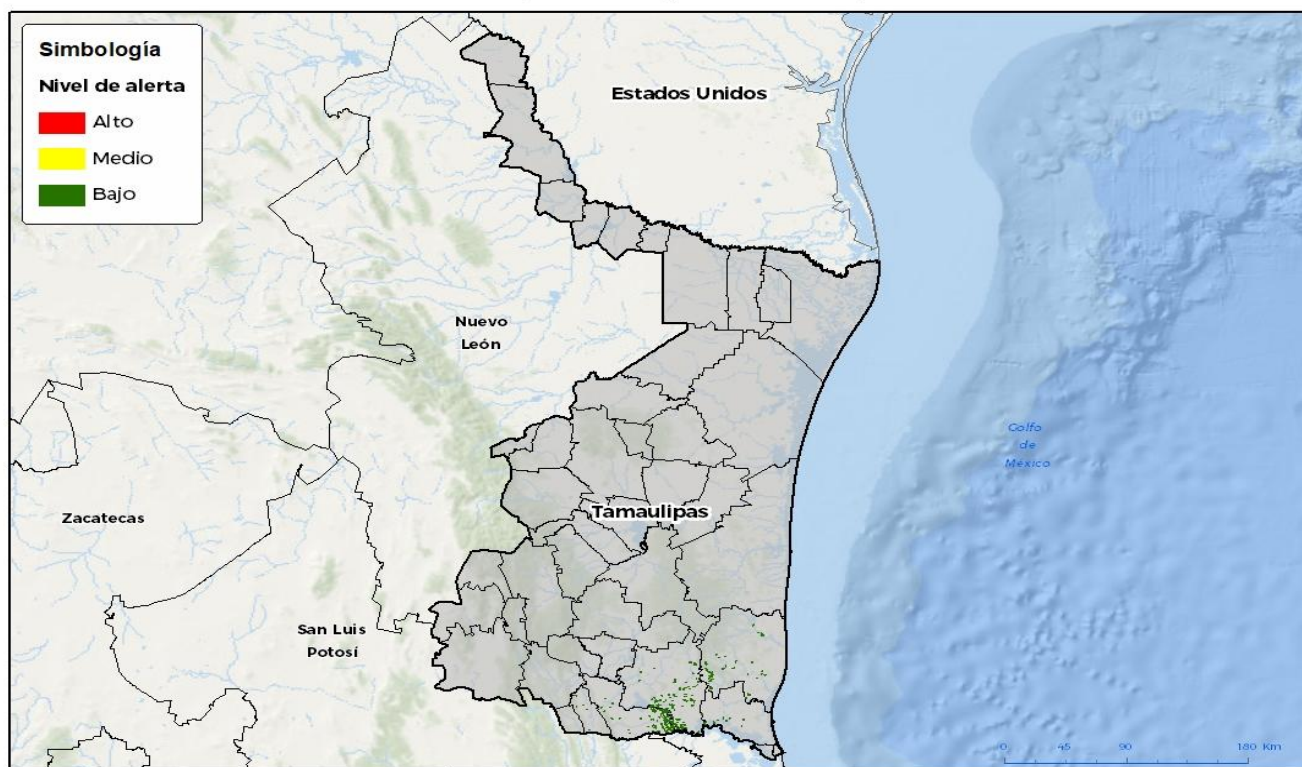 Simbología
Nivel de alerta
Alto
Medio
Bajo
Estados Unidos
Nuevo
León
Golfo
de
México
Zacatecas
Tamaulipas
San Luis
Potosí
0 45 90 180 Km